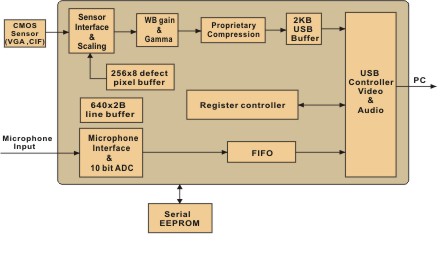 CMOS
Sensor
(VGA,CIF)
Sensor
Interface
&
Scaling
WB gain
&
Gamma
Proprietary
Compression
2KB
USB
Buffer
USB
Controller
Video
&
Audio
PC
256x8 defect
pixel buffer
640x2B
line buffer
Register controller
Microphone
Input
Microphone
Interface
&
10 bit ADC
FIFO
Serial
EEPROM